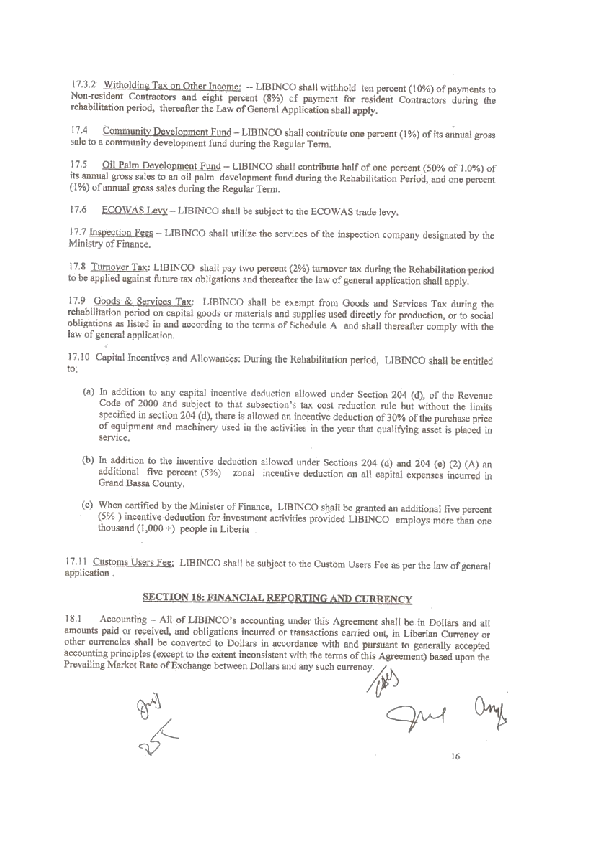 17.3.2 Witholding Tax on Other Income: -- LIBINCO shall withhold ten percent (10%) of payments to
Non-resident Contractors and eight percent (8%) of payment for resident Contractors during the
rehabilitation period, thereafter the Law of General Application shall apply.
17.4 Community Development Fund – LIBINCO shall contribute one percent (1%) of its annual gross
sale to a community development fund during the Regular Term.
17.5 Oil Palm Development Fund – LIBINCO shall contribute half of one percent (50% of 1.0%) of
its annual gross sales to an oil palm development fund during the Rehabilitation Period, and one percent
(1%) of annual gross sales during the Regular Term.
17.6 ECOWAS Levy – LIBINCO shall be subject to the ECOWAS trade levy.
17.7 Inspection Fees – LIBINCO shall utilize the services of the inspection company designated by the
Ministry of Finance.
17.8 Turnover Tax: LIBINCO shall pay two percent (2%) turnover tax during the Rehabilitation period
to be applied against future tax obligations and thereafter the law of general application shall apply.
17.9 Goods & Services Tax: LIBINCO shall be exempt from Goods and Services Tax during the
rehabilitation period on capital goods or materials and supplies used directly for production, or to social
obligations as listed in and according to the terms of Schedule A and shall thereafter comply with the
law of general application.
17.10 Capital Incentives and Allowances: During the Rehabilitation period, LIBINCO shall be entitled
to;
(a) In addition to any capital incentive deduction allowed under Section 204 (d), of the Revenue
Code of 2000 and subject to that subsection's tax cost reduction rule but without the limits
specified in section 204 (d), there is allowed an incentive deduction of 30% of the purchase price
of equipment and machinery used in the activities in the year that qualifying asset is placed in
service.
(b) In addition to the incentive deduction allowed under Sections 204 (d) and 204 (e) (2) (A) an
additional five percent (5%) zonal incentive deduction on all capital expenses incurred in
Grand Bassa County.
(c) When certified by the Minister of Finance, LIBINCO shall be granted an additional five percent
(5% ) incentive deduction for investment activities provided LIBINCO employs more than one
thousand (1,000 +) people in Liberia .
17.11 Customs Users Fee: LIBINCO shall be subject to the Custom Users Fee as per the law of general
application .
SECTION 18: FINANCIAL REPORTING AND CURRENCY
18.1 Accounting – All of LIBINCO's accounting under this Agreement shall be in Dollars and all
amounts paid or received, and obligations incurred or transactions carried out, in Liberian Currency or
other currencies shall be converted to Dollars in accordance with and pursuant to generally accepted
accounting principles (except to the extent inconsistent with the terms of this Agreement) based upon the
Prevailing Market Rate of Exchange between Dollars and any such currency.
16